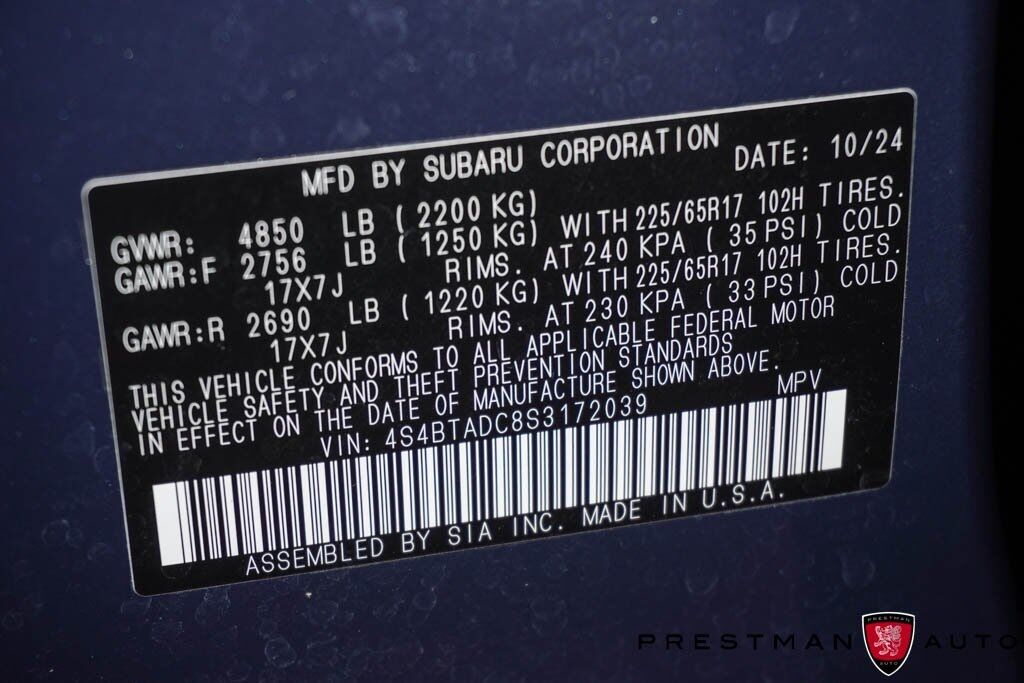 MFD BY SUBARU CORPORATION DATE: 10/24
GVWR: 4850 LB ( 2200 KG)
GAWR:F 2756 LB ( 1250 KG) WITH 225/65R17 102H TIRES.
17X7J RIMS. AT 240 KPA ( 35 PSI) COLD
GAWR:R 2690 LB ( 1220 KG) WITH 225/65R17 102H TIRES.
17X7J RIMS. AT 230 KPA ( 33 PSI) COLD
THIS VEHICLE CONFORMS TO ALL APPLICABLE FEDERAL MOTOR
VEHICLE SAFETY AND THEFT PREVENTION STANDARDS
IN EFFECT ON THE DATE OF MANUFACTURE SHOWN ABOVE.
VIN: 4S4BTADC8S3172039 MPV
ASSEMBLED BY SIA INC. MADE IN U.S.A.
PRESTMAN AUTO
PRESTMAN
AUTO